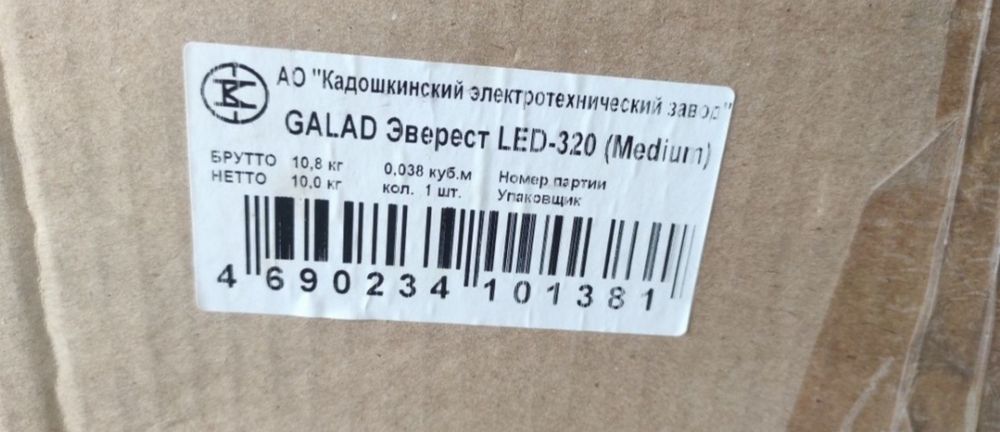 АО "Кадошкинский электротехнический завод"
GALAD Эверест LED-320 (Medium)
БРУТТО 10,8 кг 0,038 куб.м Номер партии
НЕТТО 10,0 кг кол. 1 шт. Упаковщик
4 690234 101381